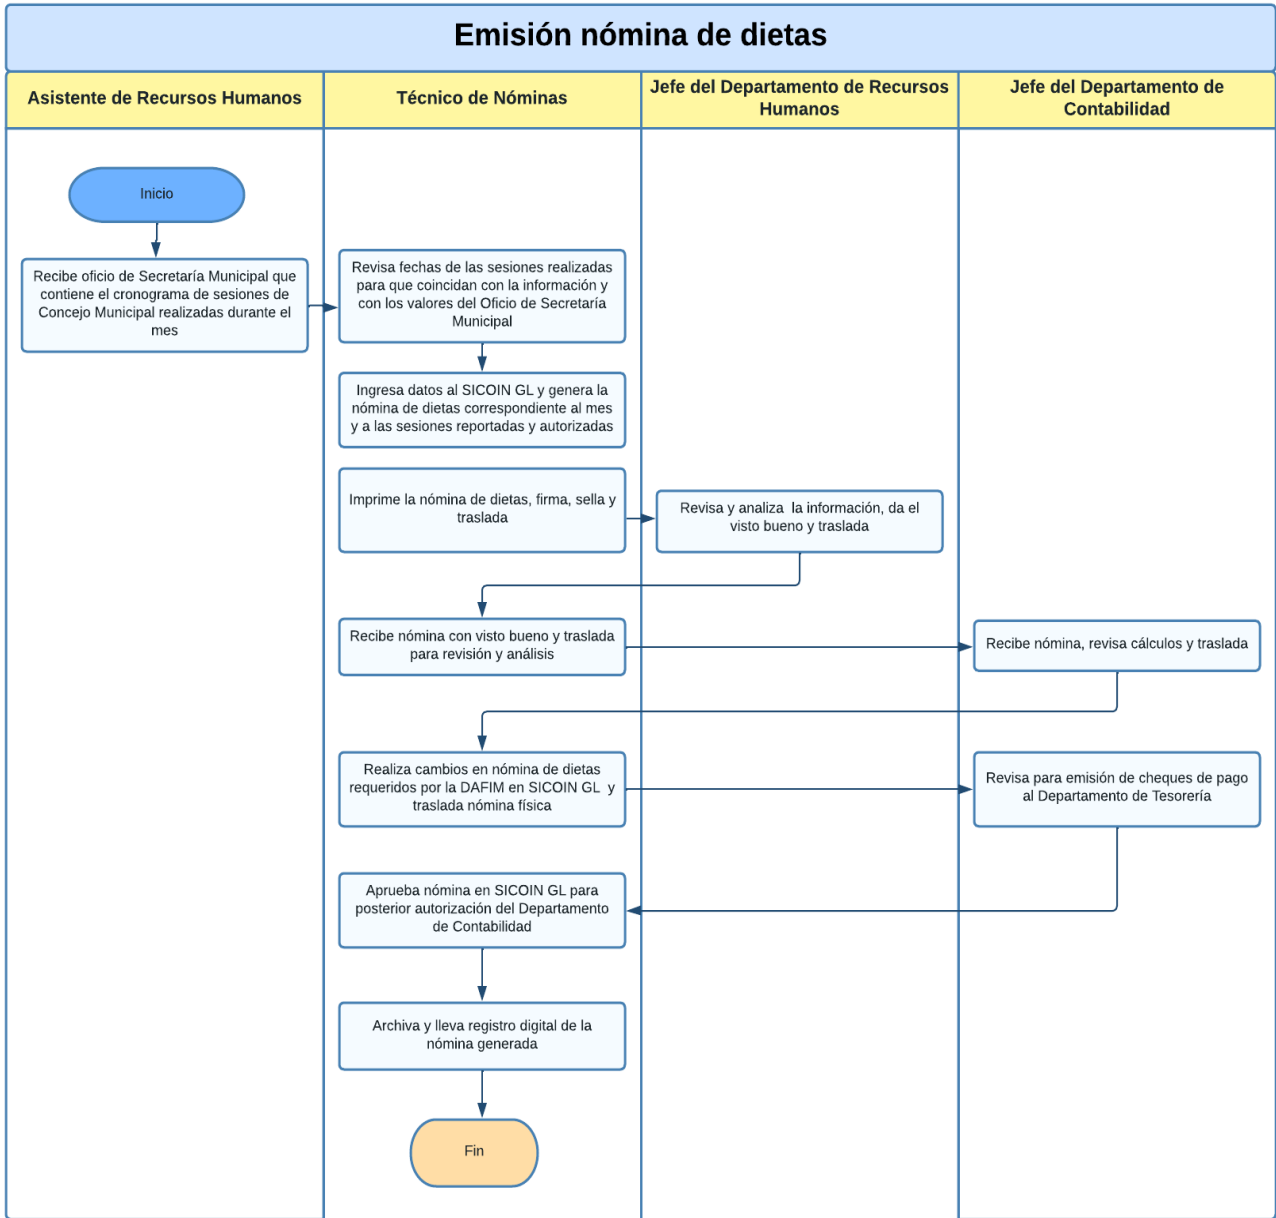 Emisión nómina de dietas
Asistente de Recursos Humanos
Técnico de Nóminas
Jefe del Departamento de Recursos
Humanos
Jefe del Departamento de
Contabilidad
Inicio
Recibe oficio de Secretaría Municipal que
contiene el cronograma de sesiones de
Concejo Municipal realizadas durante el
mes
Revisa fechas de las sesiones realizadas
para que coincidan con la información y
con los valores del Oficio de Secretaría
Municipal
Ingresa datos al SICOIN GL y genera la
nómina de dietas correspondiente al mes
y a las sesiones reportadas y autorizadas
Imprime la nómina de dietas, firma, sella y
traslada
Revisa y analiza  la información, da el
visto bueno y traslada
Recibe nómina con visto bueno y traslada
para revisión y análisis
Recibe nómina, revisa cálculos y traslada
Realiza cambios en nómina de dietas
requeridos por la DAFIM en SICOIN GL  y
traslada nómina física
Revisa para emisión de cheques de pago
al Departamento de Tesorería
Aprueba nómina en SICOIN GL para
posterior autorización del Departamento
de Contabilidad
Archiva y lleva registro digital de la
nómina generada
Fin